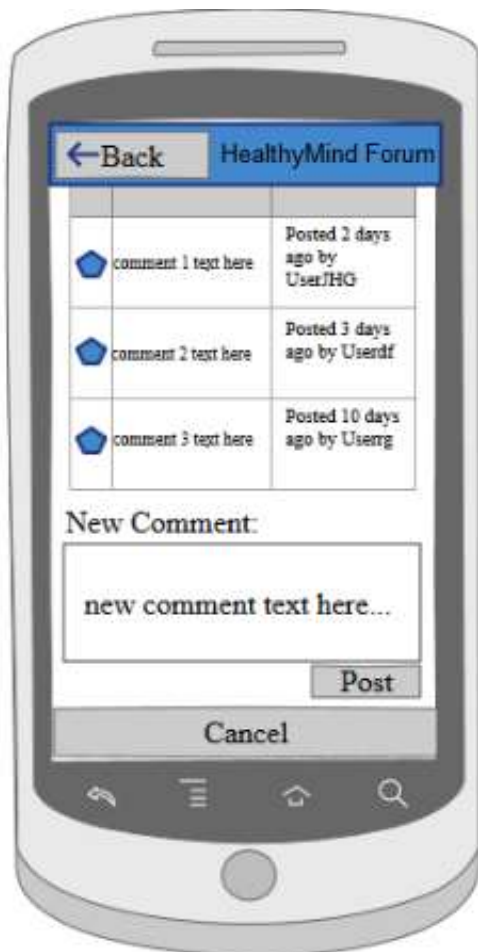 Back
HealthyMind Forum
comment 1 text here
Posted 2 days
ago by
UserJHG
comment 2 text here
Posted 3 days
ago by Userdf
comment 3 text here
Posted 10 days
ago by Userrg
New Comment:
new comment text here...
Post
Cancel